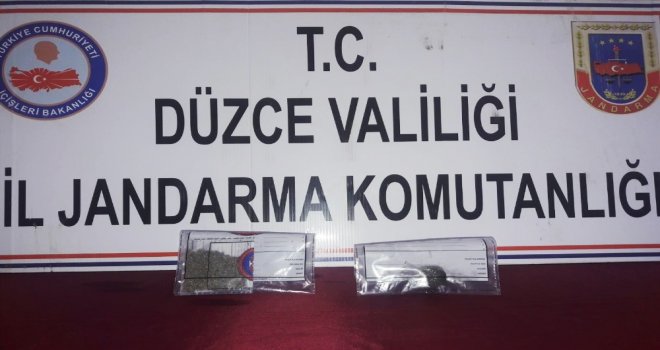 TÜRKİYE CUMHURİYETİ
İÇİŞLERİ BAKANLIĞI
T.C.
JANDARMA
DÜZCE VALİLİĞİ
İL JANDARMA KOMUTANLIĞI